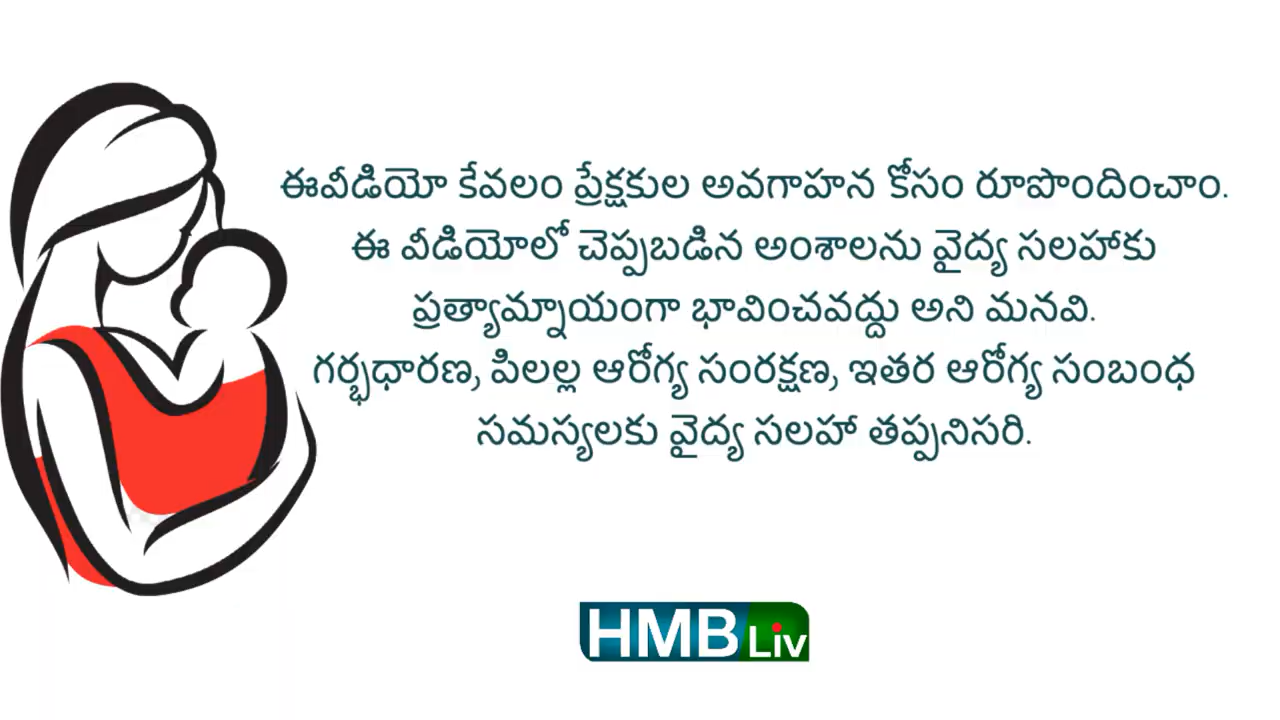 ఈవీడియో కేవలం ప్రేక్షకుల అవగాహన కోసం రూపొందించాం.
ఈ వీడియోలో చెప్పబడిన అంశాలను వైద్య సలహాకు
ప్రత్యామ్నాయంగా భావించవద్దు అని మనవి.
గర్భధారణ, పిలల్ల ఆరోగ్య సంరక్షణ, ఇతర ఆరోగ్య సంబంధ
సమస్యలకు వైద్య సలహా తప్పనిసరి.
HMB Liv